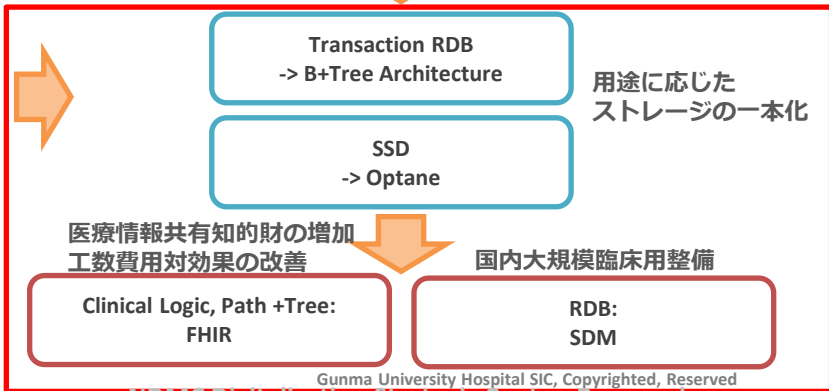 Transaction RDB
-> B+Tree Architecture
用途に応じた
ストレージの一本化
SSD
-> Optane
医療情報共有知的財の増加
工数費用対効果の改善
国内大規模臨床用整備
Clinical Logic, Path +Tree:
FHIR
RDB:
SDM
Gunma University Hospital SIC, Copyrighted, Reserved